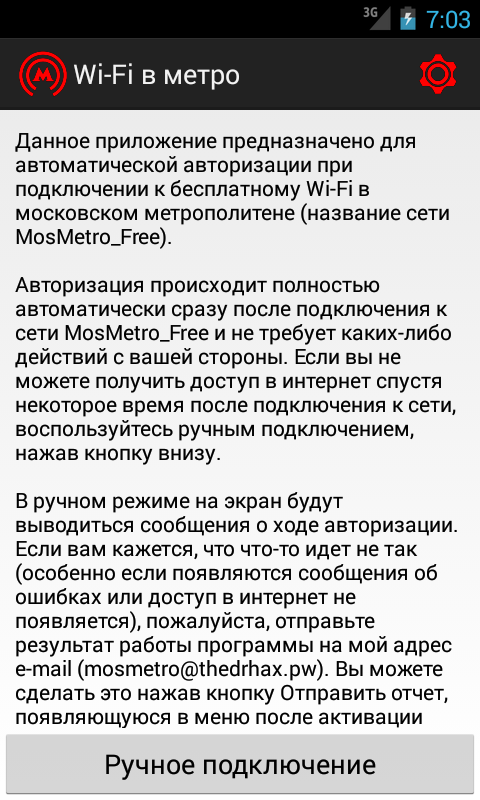 3G
7:03
М Wi-Fi в метро
Данное приложение предназначено для
автоматической авторизации при
подключении к бесплатному Wi-Fi в
московском метрополитене (название сети
MosMetro_Free).
Авторизация происходит полностью
автоматически сразу после подключения к
сети MosMetro_Free и не требует каких-либо
действий с вашей стороны. Если вы не
можете получить доступ в интернет спустя
некоторое время после подключения к сети,
воспользуйтесь ручным подключением,
нажав кнопку внизу.
В ручном режиме на экран будут
выводиться сообщения о ходе авторизации.
Если вам кажется, что что-то идет не так
(особенно если появляются сообщения об
ошибках или доступ в интернет не
появляется), пожалуйста, отправьте
результат работы программы на мой адрес
e-mail (mosmetro@thedrhax.pw). Вы можете
сделать это нажав кнопку Отправить отчет,
появляющуюся в меню после активации
Ручное подключение